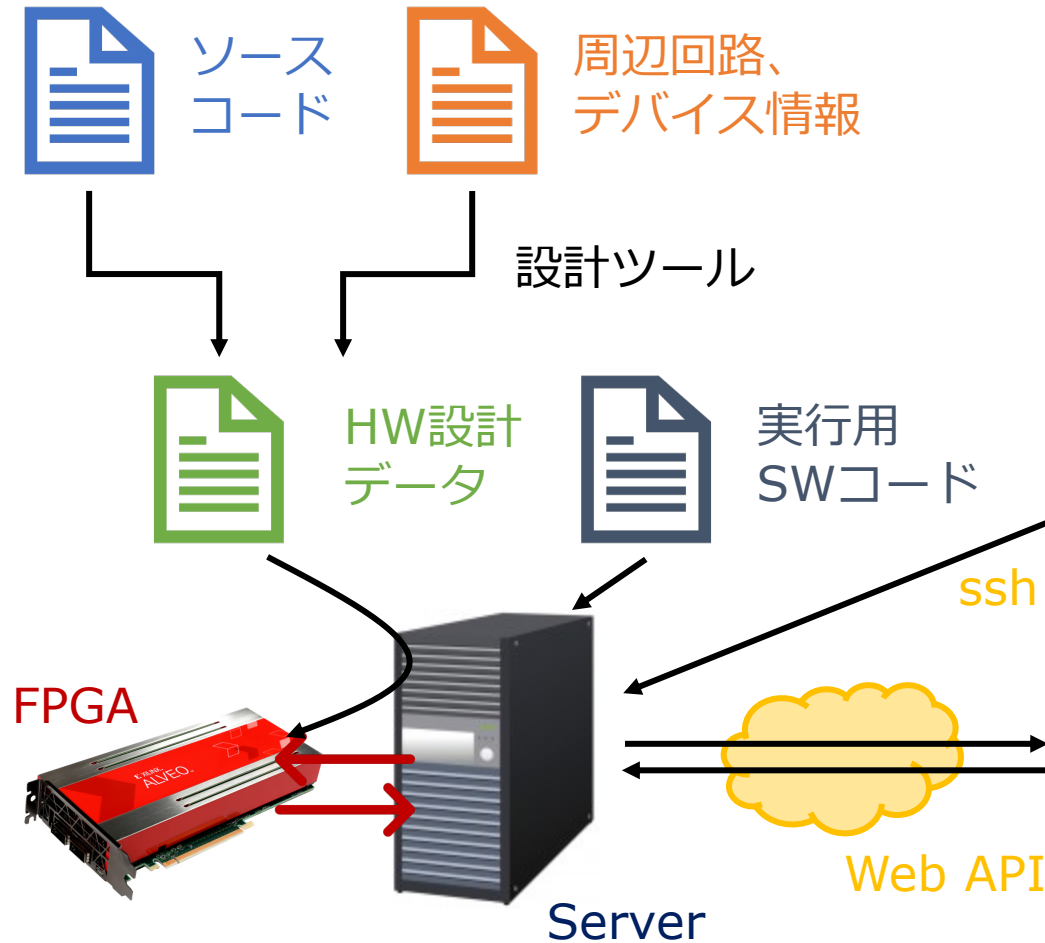 ソース
コード
周辺回路、
デバイス情報
設計ツール
HW設計
データ
実行用
SWコード
ssh
FPGA
XILINX
ALVEO
Web API
Server